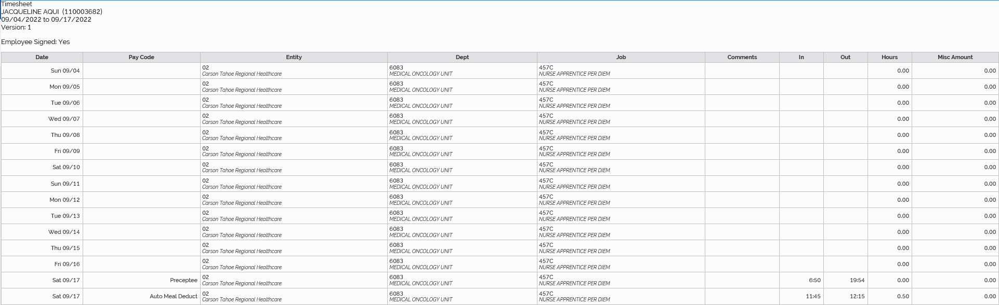 Timesheet
JACQUELINE AQUI (110003682)
09/04/2022 to 09/17/2022
Version: 1
Employee Signed: Yes
Date Pay Code Entity Dept Job Comments In Out Hours Misc Amount
Sun 09/04 02 6083 457C 0.00 0.00
Carson Tahoe Regional Healthcare MEDICAL ONCOLOGY UNIT NURSE APPRENTICE PER DIEM
Mon 09/05 02 6083 457C 0.00 0.00
Carson Tahoe Regional Healthcare MEDICAL ONCOLOGY UNIT NURSE APPRENTICE PER DIEM
Tue 09/06 02 6083 457C 0.00 0.00
Carson Tahoe Regional Healthcare MEDICAL ONCOLOGY UNIT NURSE APPRENTICE PER DIEM
Wed 09/07 02 6083 457C 0.00 0.00
Carson Tahoe Regional Healthcare MEDICAL ONCOLOGY UNIT NURSE APPRENTICE PER DIEM
Thu 09/08 02 6083 457C 0.00 0.00
Carson Tahoe Regional Healthcare MEDICAL ONCOLOGY UNIT NURSE APPRENTICE PER DIEM
Fri 09/09 02 6083 457C 0.00 0.00
Carson Tahoe Regional Healthcare MEDICAL ONCOLOGY UNIT NURSE APPRENTICE PER DIEM
Sat 09/10 02 6083 457C 0.00 0.00
Carson Tahoe Regional Healthcare MEDICAL ONCOLOGY UNIT NURSE APPRENTICE PER DIEM
Sun 09/11 02 6083 457C 0.00 0.00
Carson Tahoe Regional Healthcare MEDICAL ONCOLOGY UNIT NURSE APPRENTICE PER DIEM
Mon 09/12 02 6083 457C 0.00 0.00
Carson Tahoe Regional Healthcare MEDICAL ONCOLOGY UNIT NURSE APPRENTICE PER DIEM
Tue 09/13 02 6083 457C 0.00 0.00
Carson Tahoe Regional Healthcare MEDICAL ONCOLOGY UNIT NURSE APPRENTICE PER DIEM
Wed 09/14 02 6083 457C 0.00 0.00
Carson Tahoe Regional Healthcare MEDICAL ONCOLOGY UNIT NURSE APPRENTICE PER DIEM
Thu 09/15 02 6083 457C 0.00 0.00
Carson Tahoe Regional Healthcare MEDICAL ONCOLOGY UNIT NURSE APPRENTICE PER DIEM
Fri 09/16 02 6083 457C 0.00 0.00
Carson Tahoe Regional Healthcare MEDICAL ONCOLOGY UNIT NURSE APPRENTICE PER DIEM
Sat 09/17 Preceptee 02 6083 457C 6:50 19:54 0.00 0.00
Carson Tahoe Regional Healthcare MEDICAL ONCOLOGY UNIT NURSE APPRENTICE PER DIEM
Sat 09/17 Auto Meal Deduct 02 6083 457C 11:45 12:15 0.50 0.00
Carson Tahoe Regional Healthcare MEDICAL ONCOLOGY UNIT NURSE APPRENTICE PER DIEM